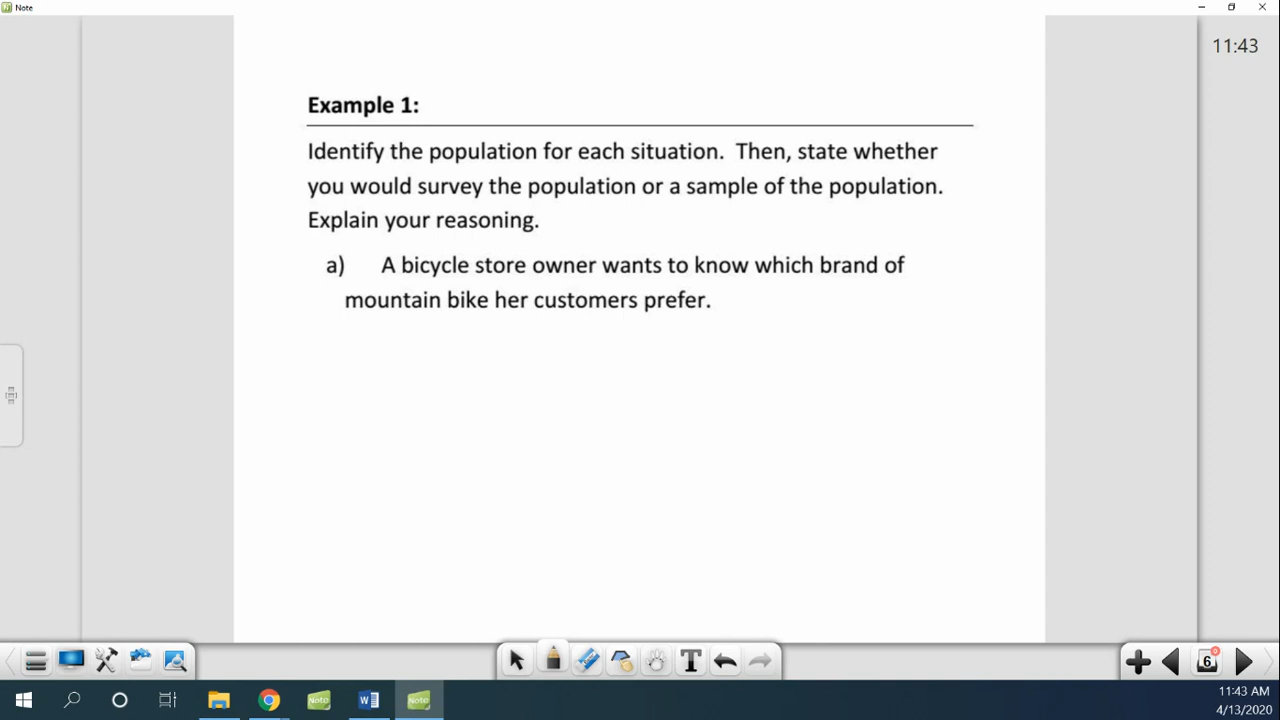 Note
11:43
Example 1:
Identify the population for each situation. Then, state whether
you would survey the population or a sample of the population.
Explain your reasoning.
a) A bicycle store owner wants to know which brand of
mountain bike her customers prefer.
T
6
Note
Note
11:43 AM
4/13/2020